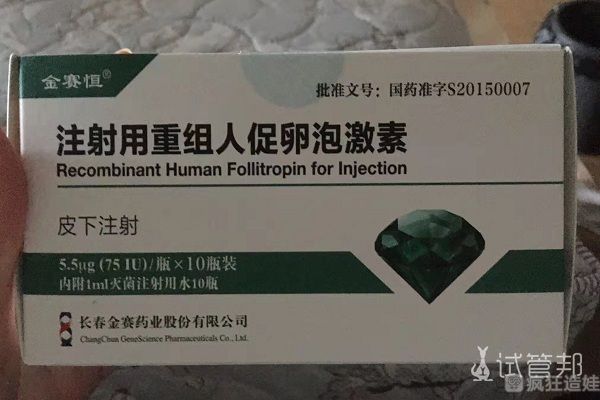 金赛恒®
批准文号：国药准字S20150007
注射用重组人促卵泡激素
Recombinant Human Follitropin for Injection
皮下注射
5.5μg (75 IU)/瓶×10瓶装
内附1ml灭菌注射用水10瓶
长春金赛药业股份有限公司
ChangChun GeneScience Pharmaceuticals Co., Ltd.
试管邦
疯狂造娃